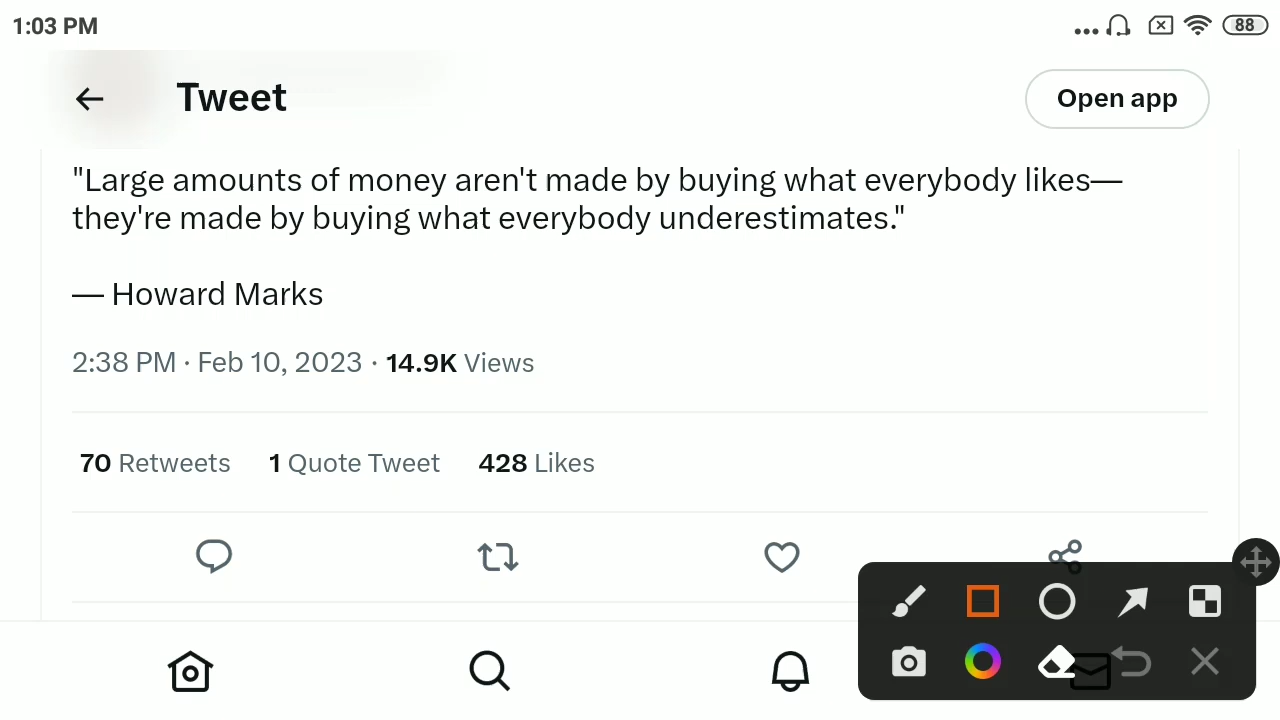 1:03 PM
88
Tweet
Open app
"Large amounts of money aren't made by buying what everybody likes—
they're made by buying what everybody underestimates."
— Howard Marks
2:38 PM · Feb 10, 2023 · 14.9K Views
70 Retweets 1 Quote Tweet 428 Likes